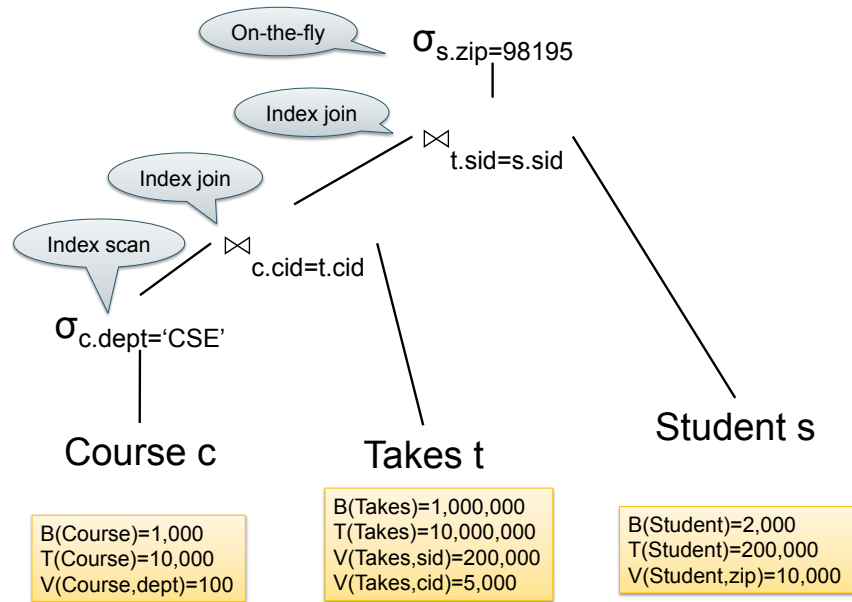 On-the-fly
σs.zip=98195
Index join
⋈ t.sid=s.sid
Index join
Index scan
⋈ c.cid=t.cid
σc.dept=‘CSE’
Course c
Takes t
Student s
B(Course)=1,000
T(Course)=10,000
V(Course,dept)=100
B(Takes)=1,000,000
T(Takes)=10,000,000
V(Takes,sid)=200,000
V(Takes,cid)=5,000
B(Student)=2,000
T(Student)=200,000
V(Student,zip)=10,000